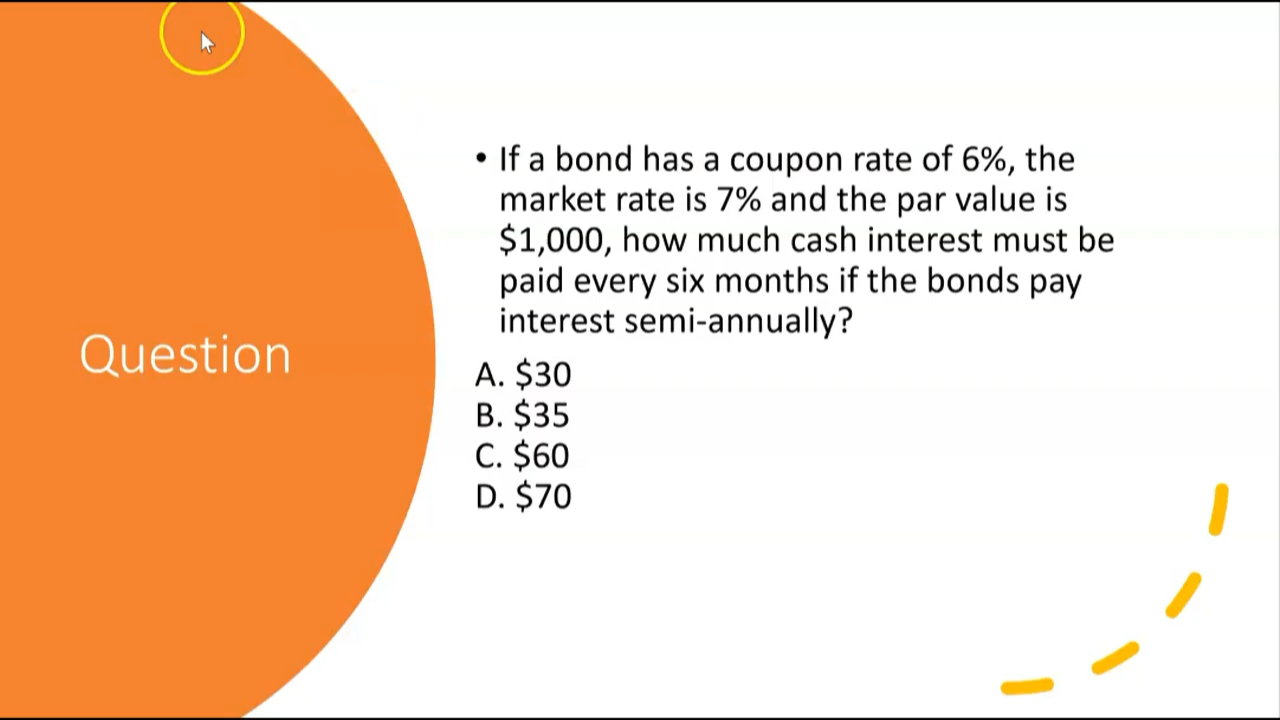 Question
• If a bond has a coupon rate of 6%, the
market rate is 7% and the par value is
$1,000, how much cash interest must be
paid every six months if the bonds pay
interest semi-annually?
A. $30
B. $35
C. $60
D. $70